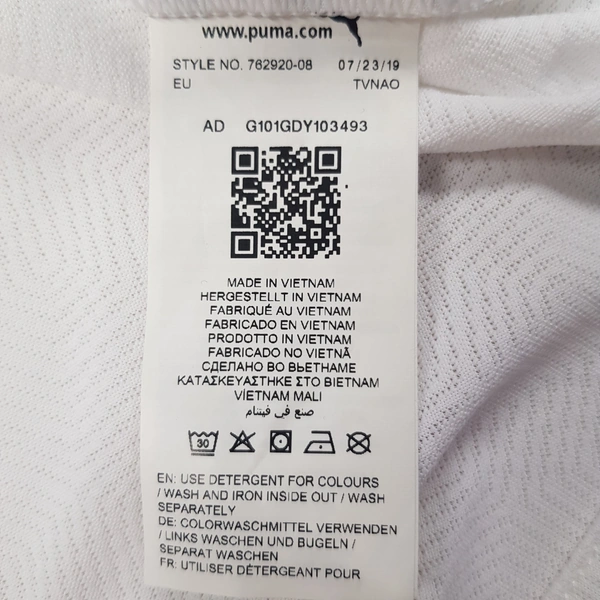 www.puma.com
STYLE NO. 762920-08 07/23/19
EU TVNAO
AD G101GDY103493
MADE IN VIETNAM
HERGESTELLT IN VIETNAM
FABRIQUÉ AU VIETNAM
FABRICADO EN VIETNAM
PRODOTTO IN VIETNAM
FABRICADO NO VIETNÃ
СДЕЛАНО ВО ВЬЕТНАМЕ
ΚΑΤΑΣΚΕΥΑΣΤΗΚΕ ΣΤΟ ΒΙΕΤΝΑΜ
VİETNAM MALI
صنع في فيتنام
30
EN: USE DETERGENT FOR COLOURS
/ WASH AND IRON INSIDE OUT / WASH
SEPARATELY
DE: COLORWASCHMITTEL VERWENDEN
/ LINKS WASCHEN UND BUGELN /
SEPARAT WASCHEN
FR: UTILISER DÉTERGEANT POUR